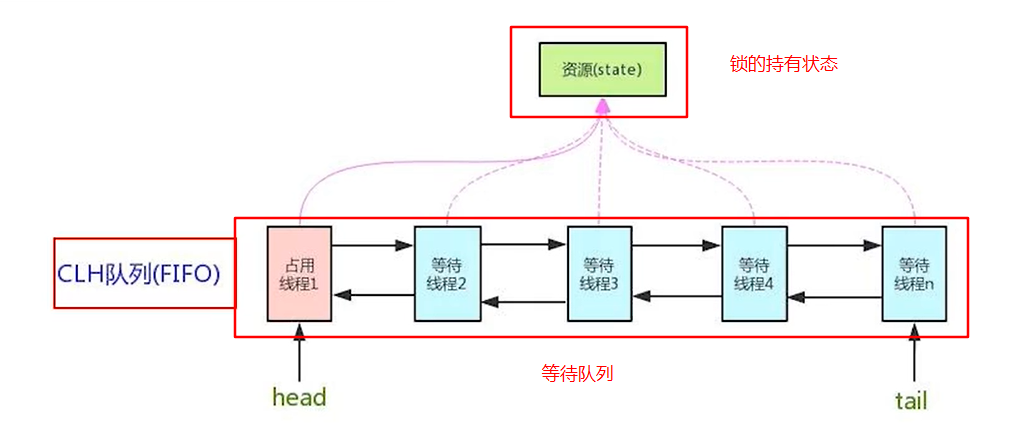 资源(state)
锁的持有状态
CLH队列(FIFO)
占用
线程1
等待
线程2
等待
线程3
等待
线程4
等待
线程n
head
等待队列
tail